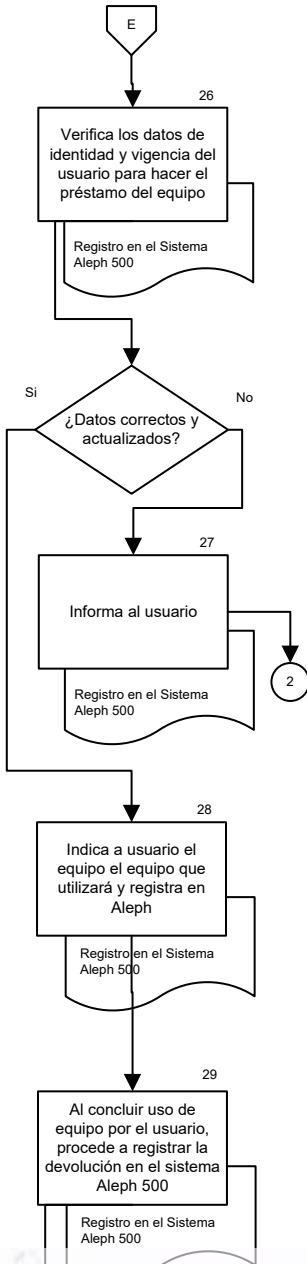 E
26
Verifica los datos de
identidad y vigencia del
usuario para hacer el
préstamo del equipo
Registro en el Sistema
Aleph 500
Si
¿Datos correctos y
actualizados?
No
27
Informa al usuario
2
Registro en el Sistema
Aleph 500
28
Indica a usuario el
equipo el equipo que
utilizará y registra en
Aleph
Registro en el Sistema
Aleph 500
29
Al concluir uso de
equipo por el usuario,
procede a registrar la
devolución en el sistema
Aleph 500
Registro en el Sistema
Aleph 500